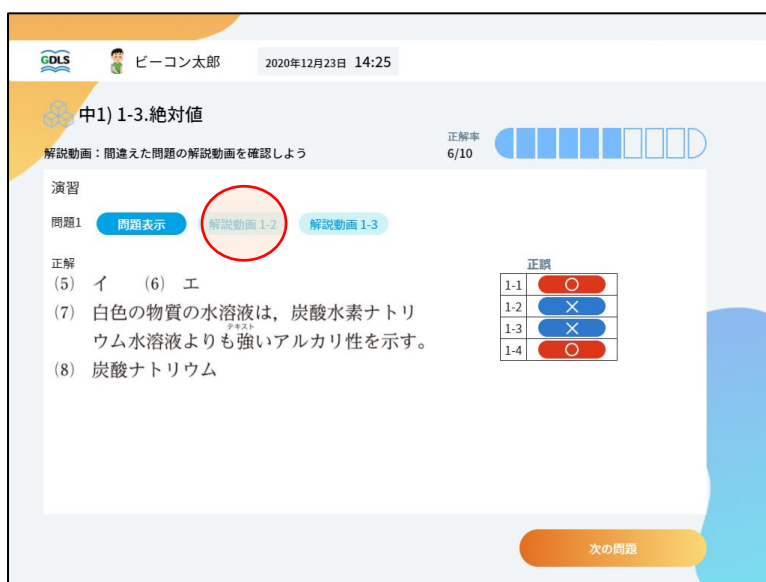 GDLS ビーコン太郎 2020年12月23日 14:25
中1) 1-3.絶対値
解説動画：間違えた問題の解説動画を確認しよう
正解率
6/10
演習
問題1 問題表示 解説動画 1-2 解説動画 1-3
正解
(5) イ (6) エ
(7) 白色の物質の水溶液は，炭酸水素ナトリ
テキスト
ウム水溶液よりも強いアルカリ性を示す。
(8) 炭酸ナトリウム
正誤
1-1 ○
1-2 ×
1-3 ×
1-4 ○
次の問題